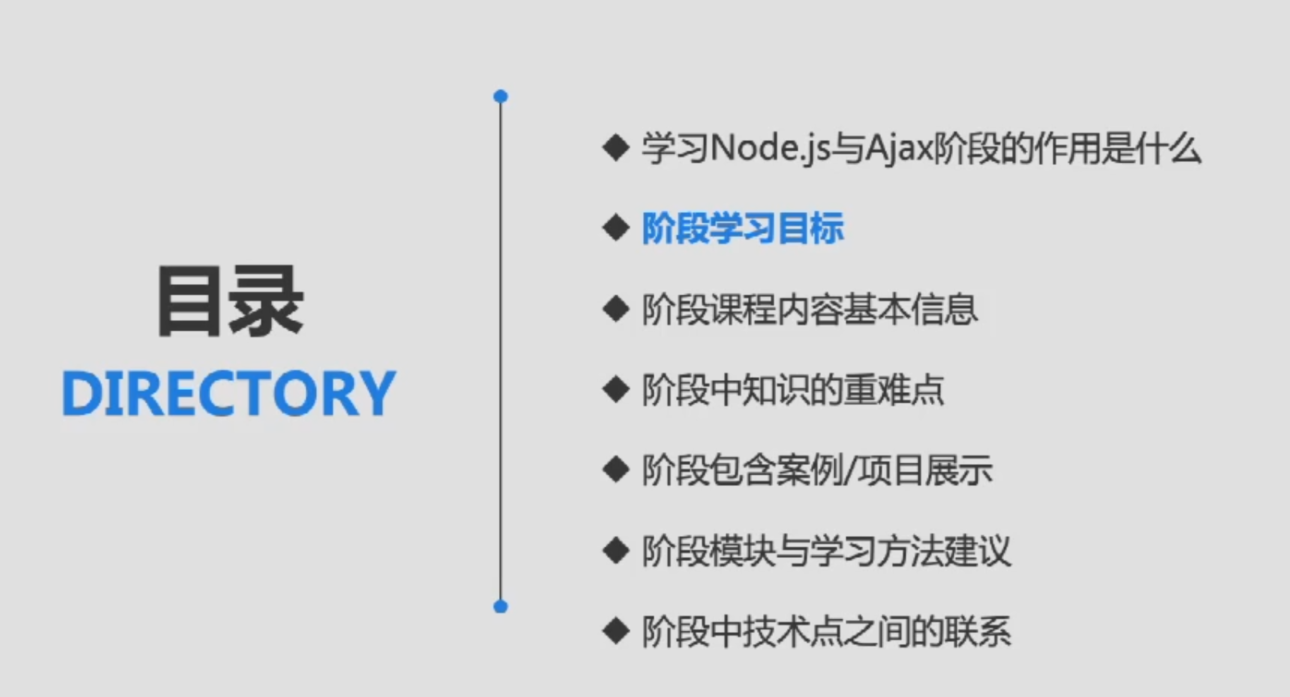 目录
DIRECTORY
◆ 学习Node.js与Ajax阶段的作用是什么
◆ 阶段学习目标
◆ 阶段课程内容基本信息
◆ 阶段中知识的重难点
◆ 阶段包含案例/项目展示
◆ 阶段模块与学习方法建议
◆ 阶段中技术点之间的联系